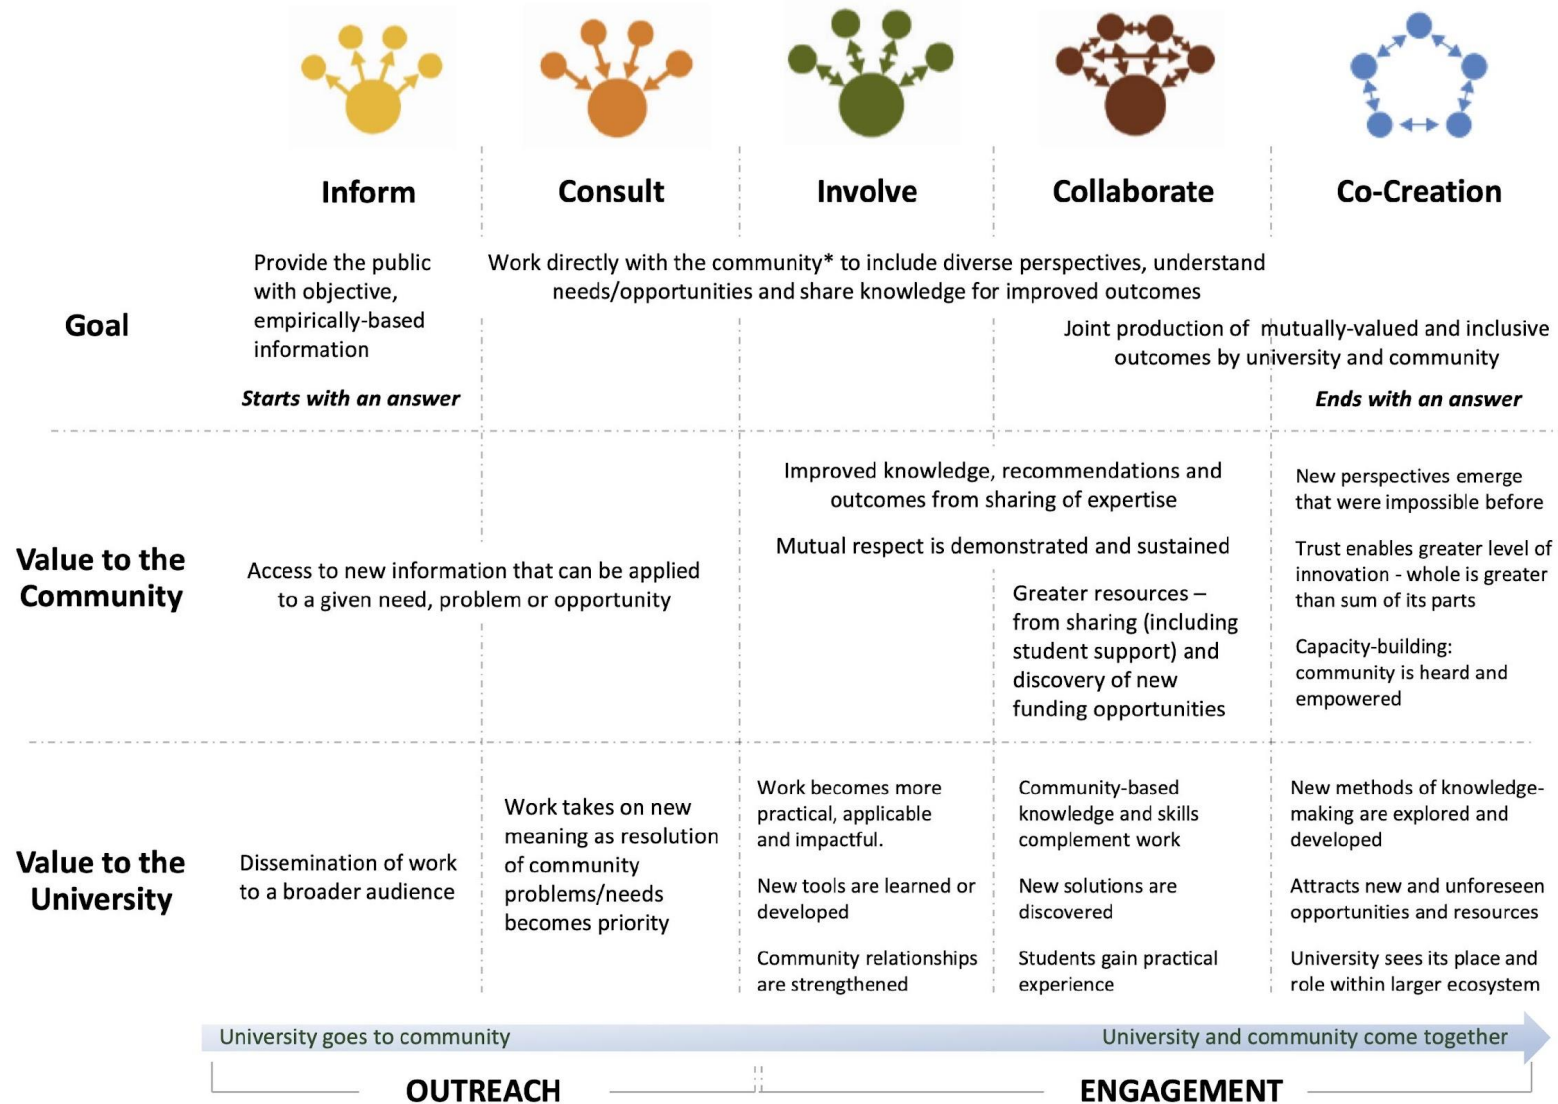 Inform
Consult
Involve
Collaborate
Co-Creation
Goal
Provide the public
with objective,
empirically-based
information
Starts with an answer
Work directly with the community* to include diverse perspectives, understand
needs/opportunities and share knowledge for improved outcomes
Joint production of mutually-valued and inclusive
outcomes by university and community
Ends with an answer
Value to the
Community
Access to new information that can be applied
to a given need, problem or opportunity
Improved knowledge, recommendations and
outcomes from sharing of expertise
Mutual respect is demonstrated and sustained
Greater resources –
from sharing (including
student support) and
discovery of new
funding opportunities
New perspectives emerge
that were impossible before
Trust enables greater level of
innovation - whole is greater
than sum of its parts
Capacity-building:
community is heard and
empowered
Value to the
University
Dissemination of work
to a broader audience
Work takes on new
meaning as resolution
of community
problems/needs
becomes priority
Work becomes more
practical, applicable
and impactful.
New tools are learned or
developed
Community relationships
are strengthened
Community-based
knowledge and skills
complement work
New solutions are
discovered
Students gain practical
experience
New methods of knowledge-
making are explored and
developed
Attracts new and unforeseen
opportunities and resources
University sees its place and
role within larger ecosystem
University goes to community
University and community come together
OUTREACH
ENGAGEMENT